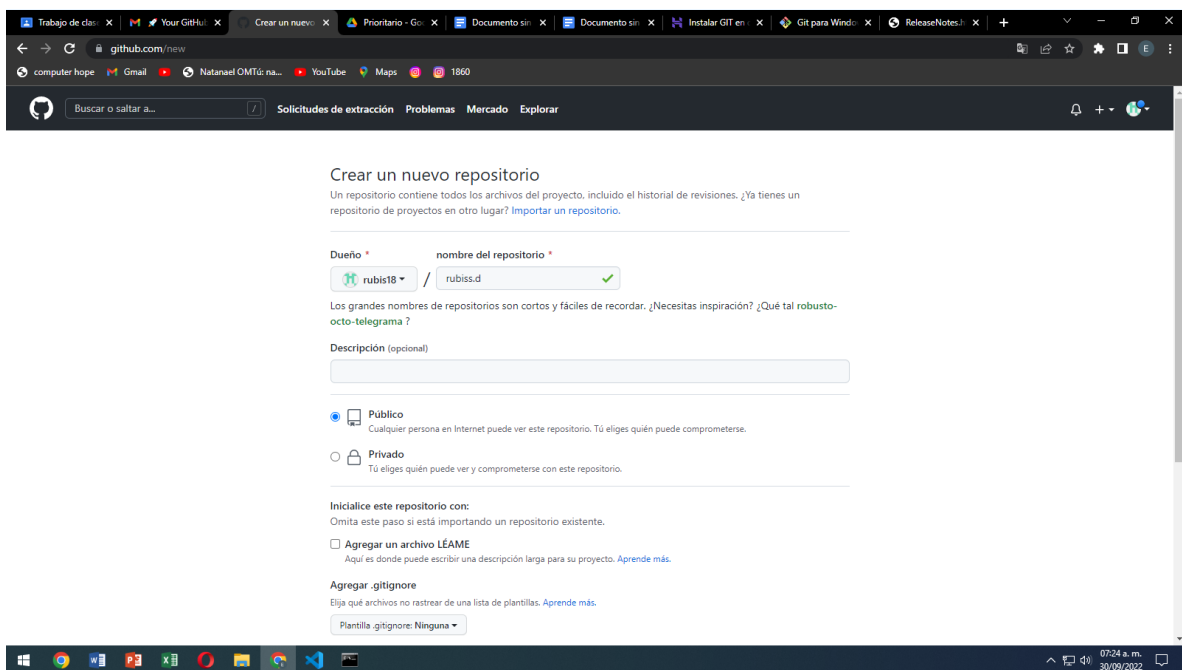 Trabajo de clas
Your GitHu
Crear un nuevo
Prioritario - Go
Documento sin
Documento sin
Instalar GIT en
Git para Windo
ReleaseNotes.h
github.com/new
E
computer hope
Gmail
Natanael OMTú: na...
YouTube
Maps
1860
Buscar o saltar a...
/
Solicitudes de extracción Problemas Mercado Explorar
Crear un nuevo repositorio
Un repositorio contiene todos los archivos del proyecto, incluido el historial de revisiones. ¿Ya tienes un
repositorio de proyectos en otro lugar? Importar un repositorio.
Dueño * nombre del repositorio *
rubis18 / rubiss.d
Los grandes nombres de repositorios son cortos y fáciles de recordar. ¿Necesitas inspiración? ¿Qué tal robusto-
octo-telegrama ?
Descripción (opcional)
Público
Cualquier persona en Internet puede ver este repositorio. Tú eliges quién puede comprometerse.
Privado
Tú eliges quién puede ver y comprometerse con este repositorio.
Inicialice este repositorio con:
Omita este paso si está importando un repositorio existente.
Agregar un archivo LÉAME
Aquí es donde puede escribir una descripción larga para su proyecto. Aprende más.
Agregar .gitignore
Elija qué archivos no rastrear de una lista de plantillas. Aprende más.
Plantilla .gitignore: Ninguna
07:24 a. m.
30/09/2022